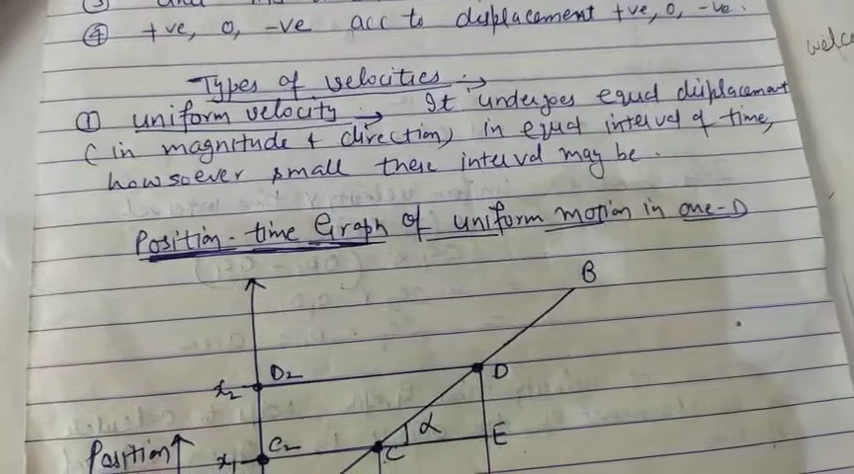 ④ +ve, 0, -ve acc to displacement +ve, 0, -ve.
Types of velocities :→
① uniform velocity → It undergoes equal displacement
(in magnitude & direction) in equal interval of time,
howsoever small these interval may be.
Position-time Graph of uniform motion in one-D
B
x₂ D₂ D
α
Position↑ x₁ C₂ C E